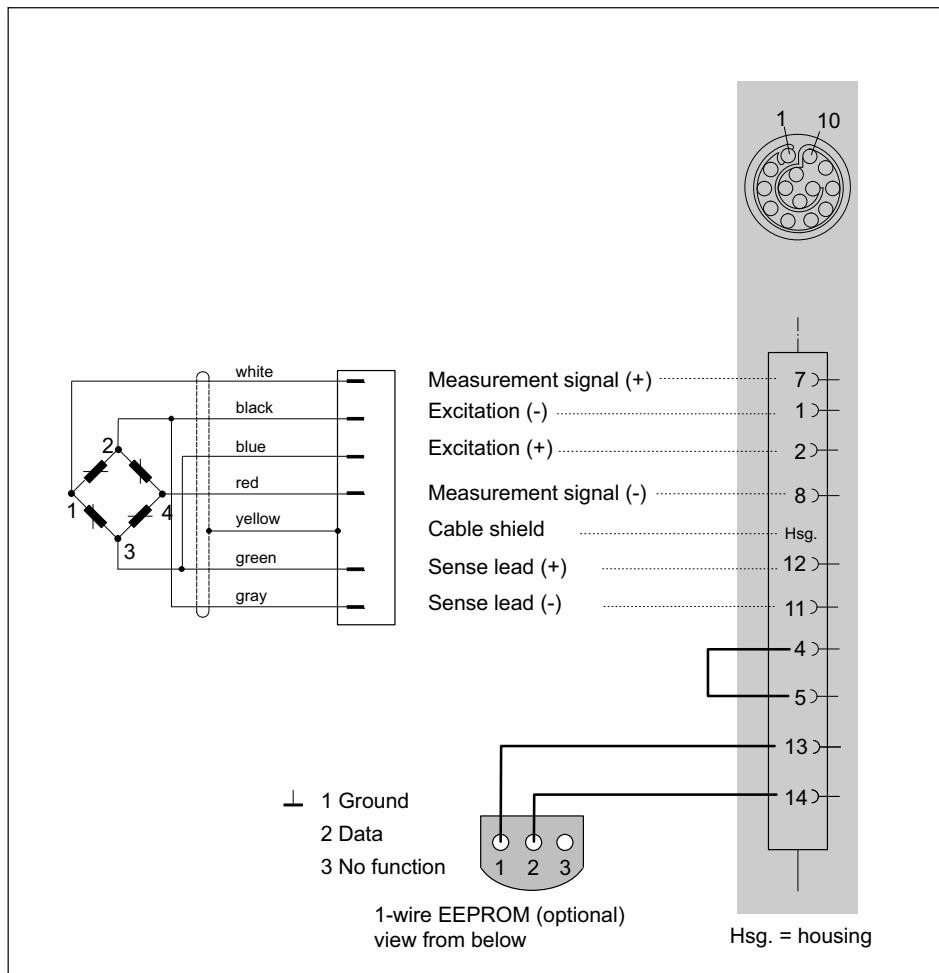 1 10
white Measurement signal (+) 7
black Excitation (-) 1
blue Excitation (+) 2
2
red Measurement signal (-) 8
1 4
yellow Cable shield Hsg.
3
green Sense lead (+) 12
gray Sense lead (-) 11
4
5
13
14
1 Ground
2 Data
3 No function
1 2 3
1-wire EEPROM (optional)
view from below
Hsg. = housing